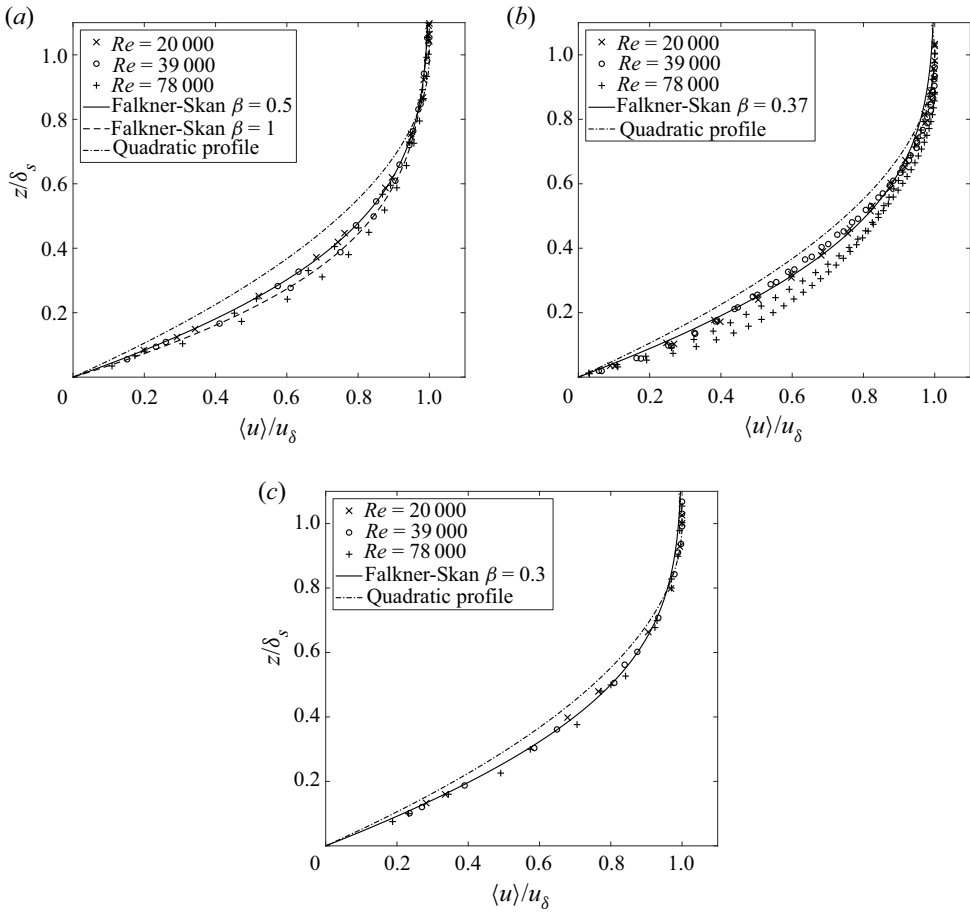 (a)
1.0
0.8
0.6
0.4
0.2
z/δs
× Re = 20 000
○ Re = 39 000
+ Re = 78 000
Falkner-Skan β = 0.5
Falkner-Skan β = 1
Quadratic profile
0 0.2 0.4 0.6 0.8 1.0
⟨u⟩/uδ
(b)
1.0
0.8
0.6
0.4
0.2
× Re = 20 000
○ Re = 39 000
+ Re = 78 000
Falkner-Skan β = 0.37
Quadratic profile
0 0.2 0.4 0.6 0.8 1.0
⟨u⟩/uδ
(c)
1.0
0.8
0.6
0.4
0.2
z/δs
× Re = 20 000
○ Re = 39 000
+ Re = 78 000
Falkner-Skan β = 0.3
Quadratic profile
0 0.2 0.4 0.6 0.8 1.0
⟨u⟩/uδ